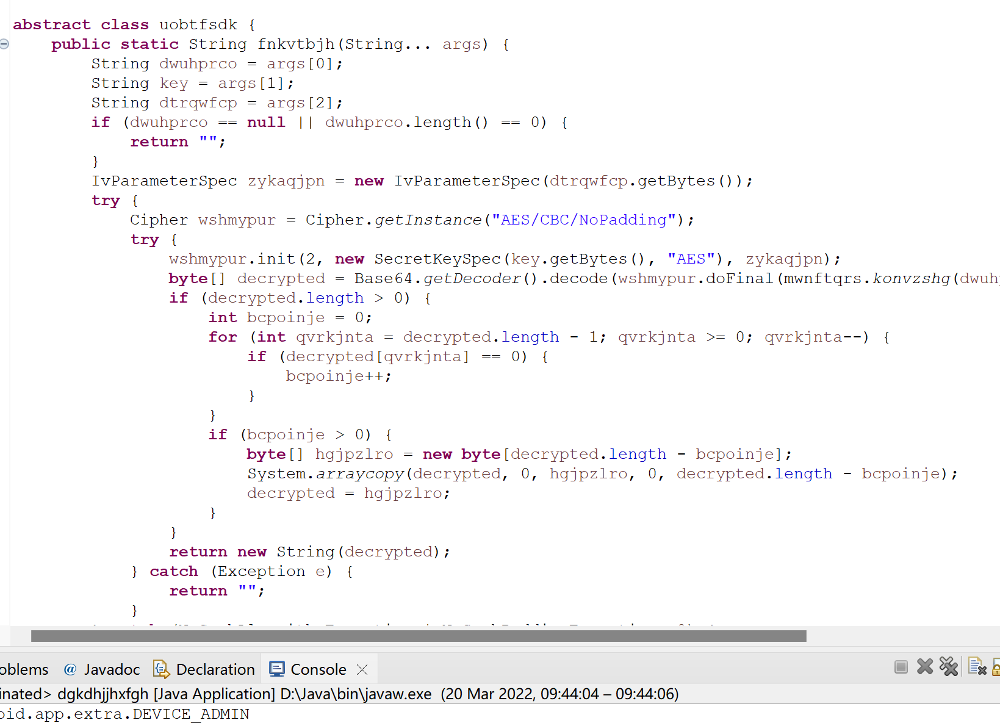 abstract class uobtfsdk {
public static String fnkvtbjh(String... args) {
String dwuhprco = args[0];
String key = args[1];
String dtrqwfcp = args[2];
if (dwuhprco == null || dwuhprco.length() == 0) {
return "";
}
IvParameterSpec zykaqjpn = new IvParameterSpec(dtrqwfcp.getBytes());
try {
Cipher wshmypur = Cipher.getInstance("AES/CBC/NoPadding");
try {
wshmypur.init(2, new SecretKeySpec(key.getBytes(), "AES"), zykaqjpn);
byte[] decrypted = Base64.getDecoder().decode(wshmypur.doFinal(mwnftqrs.konvzshg(dwuh
if (decrypted.length > 0) {
int bcpoinje = 0;
for (int qvrkjnta = decrypted.length - 1; qvrkjnta >= 0; qvrkjnta--) {
if (decrypted[qvrkjnta] == 0) {
bcpoinje++;
}
}
if (bcpoinje > 0) {
byte[] hgjpzlro = new byte[decrypted.length - bcpoinje];
System.arraycopy(decrypted, 0, hgjpzlro, 0, decrypted.length - bcpoinje);
decrypted = hgjpzlro;
}
}
return new String(decrypted);
} catch (Exception e) {
return "";
}
oblems @ Javadoc Declaration Console
inated> dgkdhjjhxfgh [Java Application] D:\Java\bin\javaw.exe (20 Mar 2022, 09:44:04 – 09:44:06)
oid.app.extra.DEVICE_ADMIN